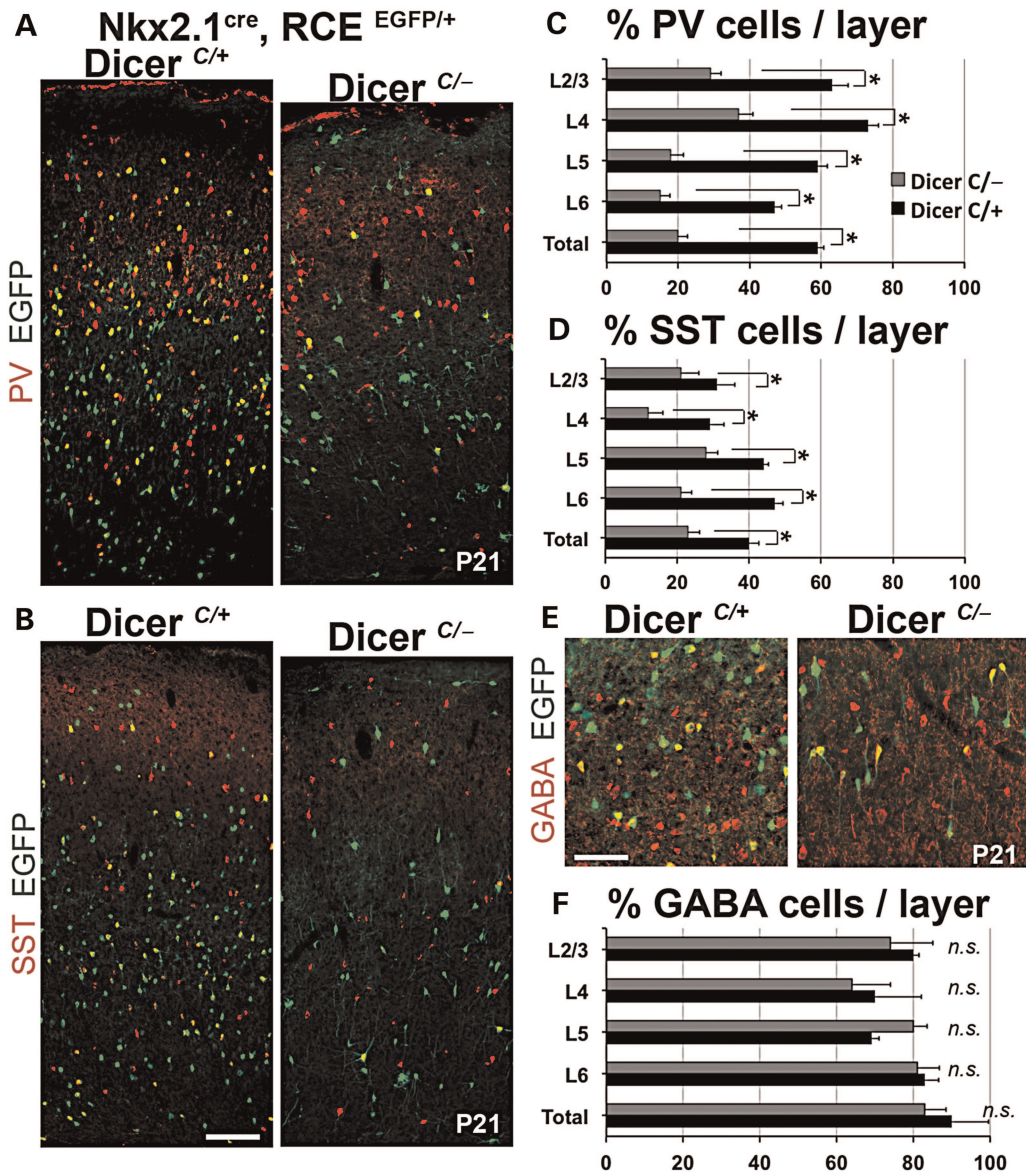 A
Nkx2.1cre, RCE EGFP/+
Dicer C/+
Dicer C/−
PV EGFP
P21
B
Dicer C/+
Dicer C/−
SST EGFP
P21
C
% PV cells / layer
L2/3
*
L4
*
L5
*
L6
*
Total
*
Dicer C/−
Dicer C/+
0 20 40 60 80 100
D
% SST cells / layer
L2/3
*
L4
*
L5
*
L6
*
Total
*
0 20 40 60 80 100
E
Dicer C/+
Dicer C/−
GABA EGFP
P21
F
% GABA cells / layer
L2/3 n.s.
L4 n.s.
L5 n.s.
L6 n.s.
Total n.s.
0 20 40 60 80 100